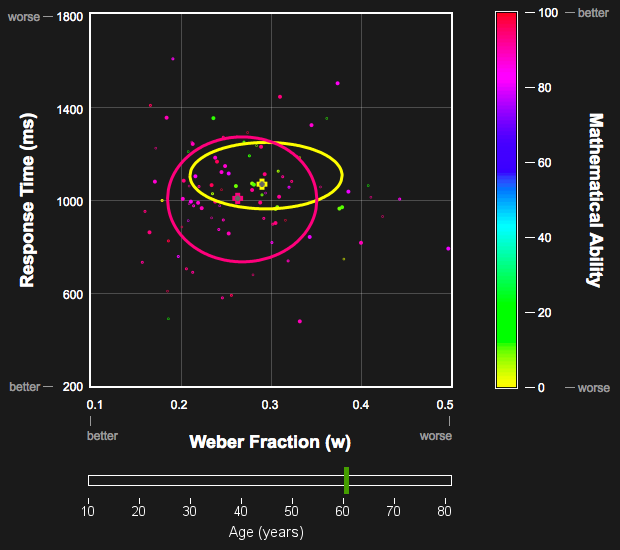 worse
1800
1400
1000
600
better
200
Response Time (ms)
0.1
0.2
0.3
0.4
0.5
better
worse
Weber Fraction (w)
100
better
80
60
40
20
0
worse
Mathematical Ability
10
20
30
40
50
60
70
80
Age (years)